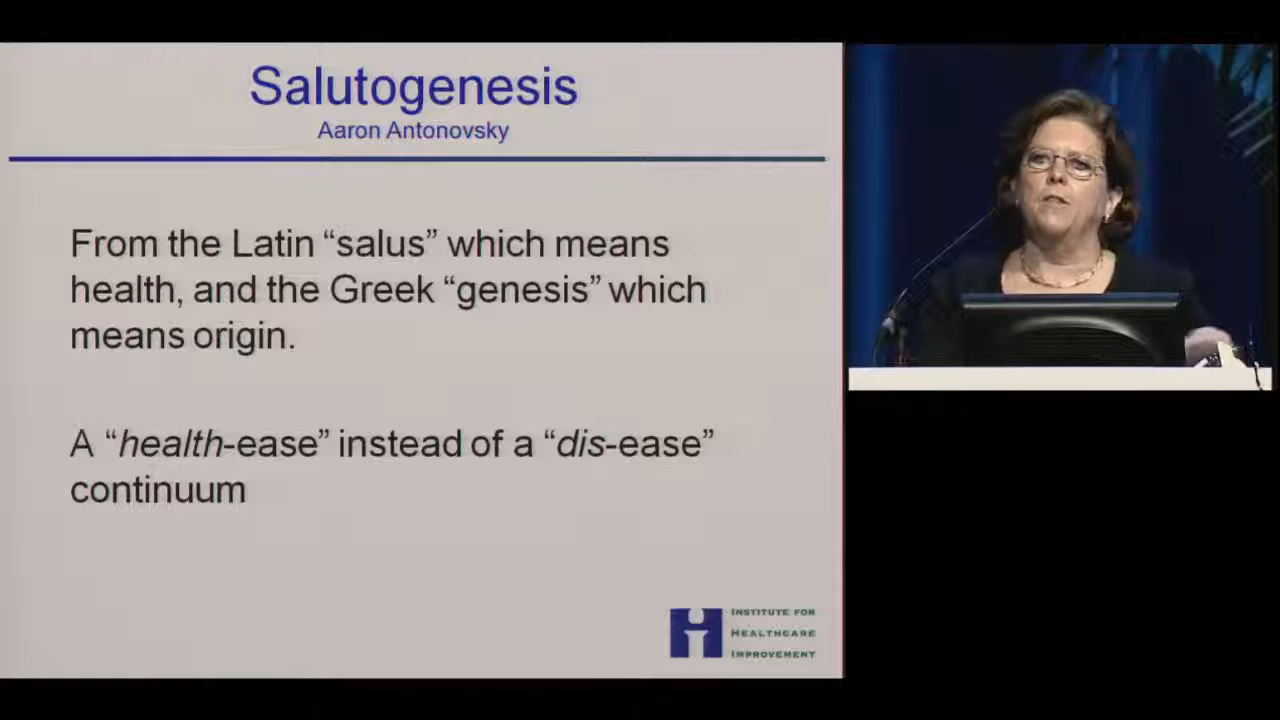 Salutogenesis
Aaron Antonovsky
From the Latin “salus” which means
health, and the Greek “genesis” which
means origin.
A “health-ease” instead of a “dis-ease”
continuum
INSTITUTE FOR
HEALTHCARE
IMPROVEMENT